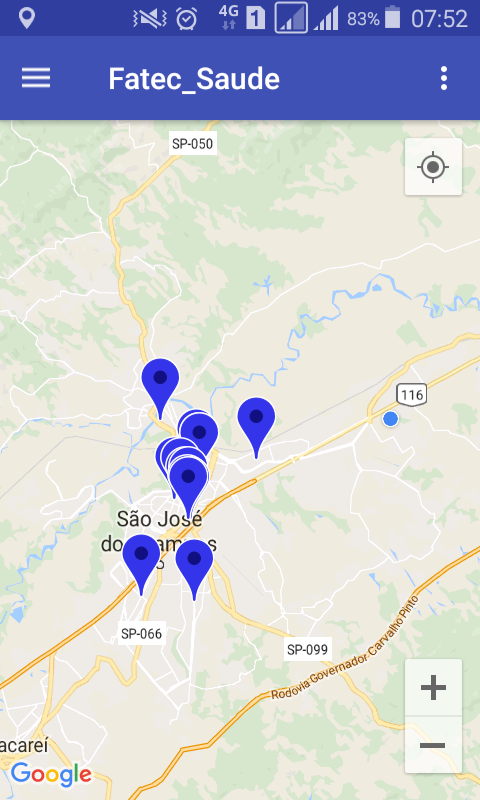 4G 1 83% 07:52
Fatec_Saude
SP-050
116
São José
SP-066
SP-099
Rodovia Governador Carvalho Pinto
acareí
Google